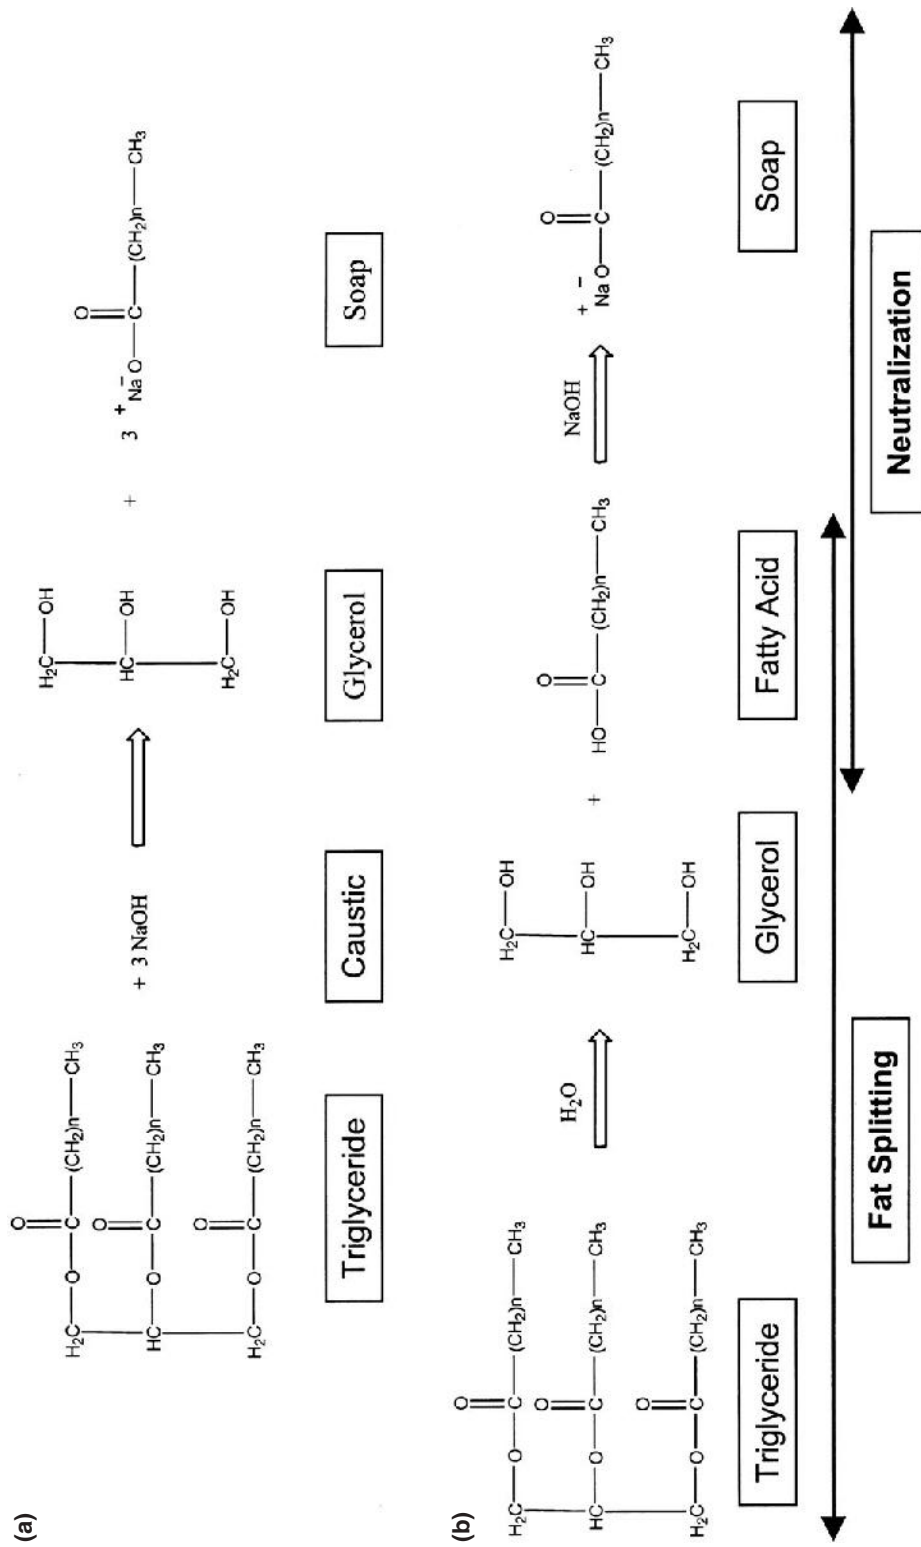 (a)
H₂C—O—C—(CH₂)n—CH₃
O
HC—O—C—(CH₂)n—CH₃
O
H₂C—O—C—(CH₂)n—CH₃
O
+ 3 NaOH
H₂C—OH
HC—OH
H₂C—OH
+
3 + − Na O—C—(CH₂)n—CH₃
O
Triglyceride
Caustic
Glycerol
Soap
(b)
H₂C—O—C—(CH₂)n—CH₃
O
HC—O—C—(CH₂)n—CH₃
O
H₂C—O—C—(CH₂)n—CH₃
O
H₂O
H₂C—OH
HC—OH
H₂C—OH
+
HO—C—(CH₂)n—CH₃
O
NaOH
+ − Na O—C—(CH₂)n—CH₃
O
Triglyceride
Glycerol
Fatty Acid
Soap
Fat Splitting
Neutralization